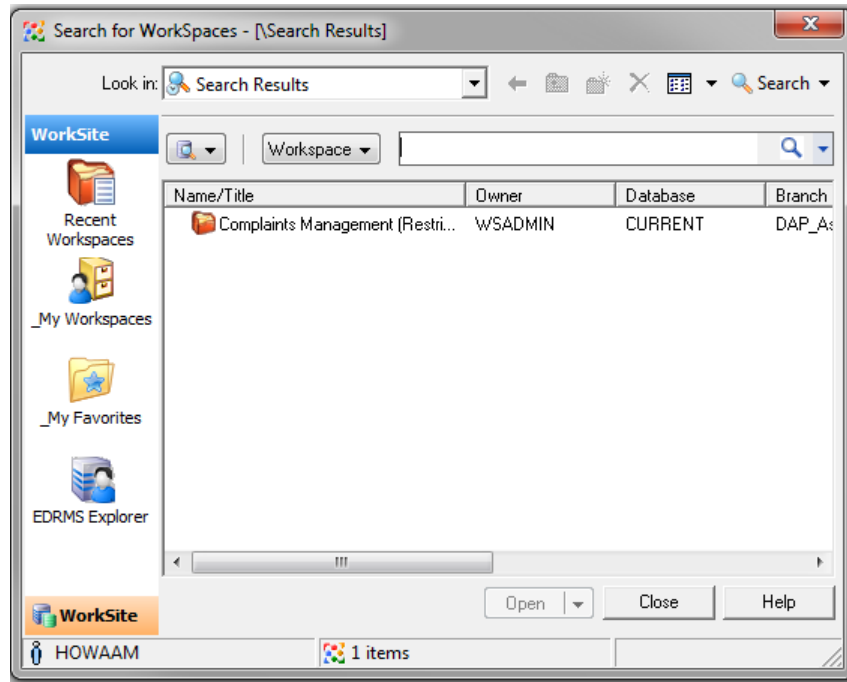 Search for WorkSpaces - [\Search Results]
Look in: Search Results
Search
WorkSite
Workspace
Name/Title Owner Database Branch
Complaints Management (Restri... WSADMIN CURRENT DAP_As
Recent
Workspaces
_My Workspaces
_My Favorites
EDRMS Explorer
Open Close Help
WorkSite
HOWAAM 1 items